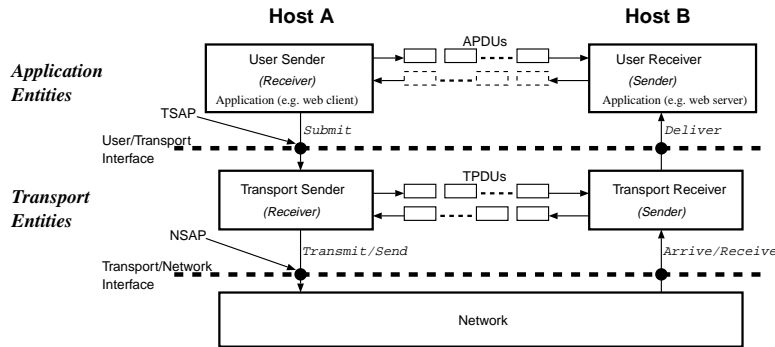 Host A
Host B
APDUs
User Sender
(Receiver)
Application (e.g. web client)
User Receiver
(Sender)
Application (e.g. web server)
Application
Entities
TSAP
Submit
Deliver
User/Transport
Interface
TPDUs
Transport Sender
(Receiver)
Transport Receiver
(Sender)
Transport
Entities
NSAP
Transmit/Send
Arrive/Receive
Transport/Network
Interface
Network